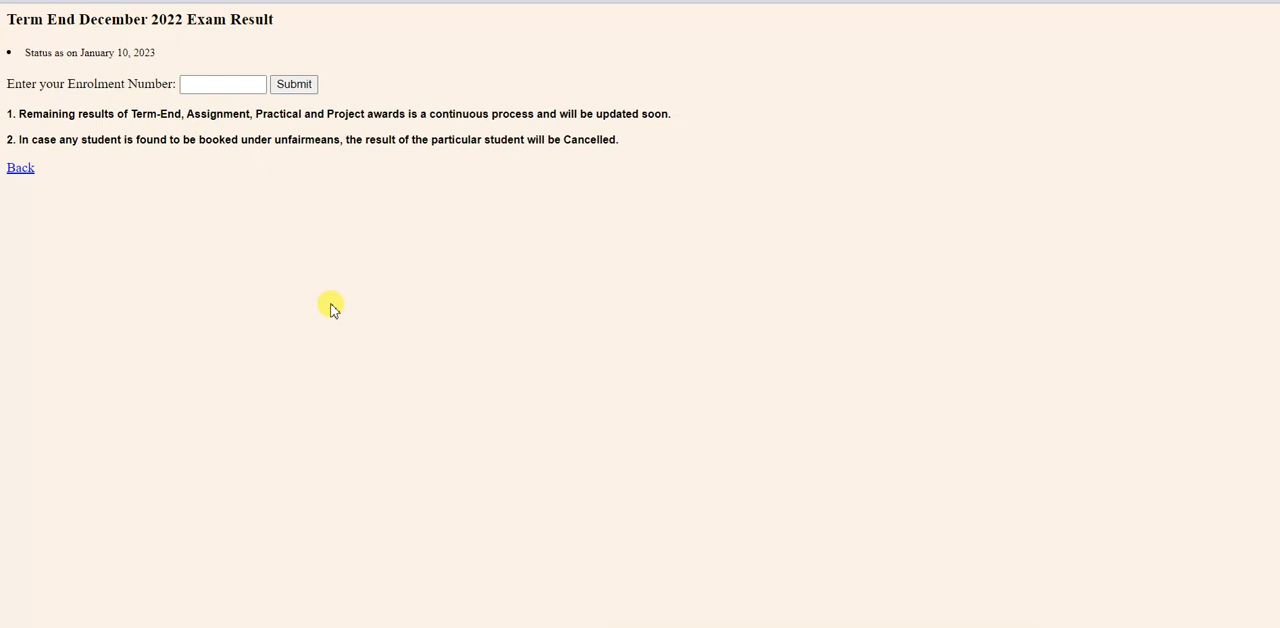 Term End December 2022 Exam Result
Status as on January 10, 2023
Enter your Enrolment Number: Submit
1. Remaining results of Term-End, Assignment, Practical and Project awards is a continuous process and will be updated soon.
2. In case any student is found to be booked under unfairmeans, the result of the particular student will be Cancelled.
Back